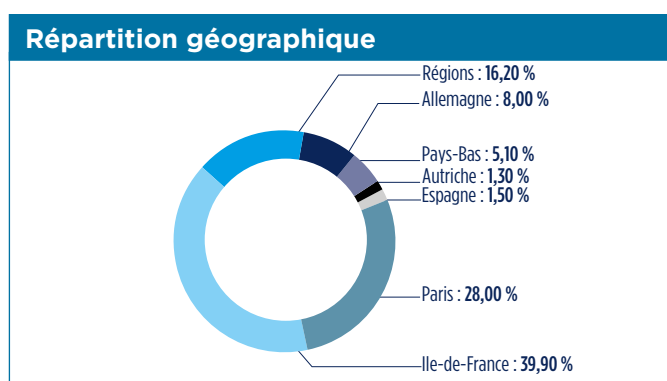 Répartition géographique
Régions : 16,20 %
Allemagne : 8,00 %
Pays-Bas : 5,10 %
Autriche : 1,30 %
Espagne : 1,50 %
Paris : 28,00 %
Ile-de-France : 39,90 %